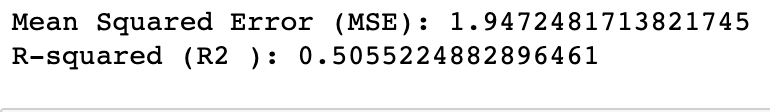 Mean Squared Error (MSE): 1.9472481713821745
R-squared (R2 ): 0.5055224882896461